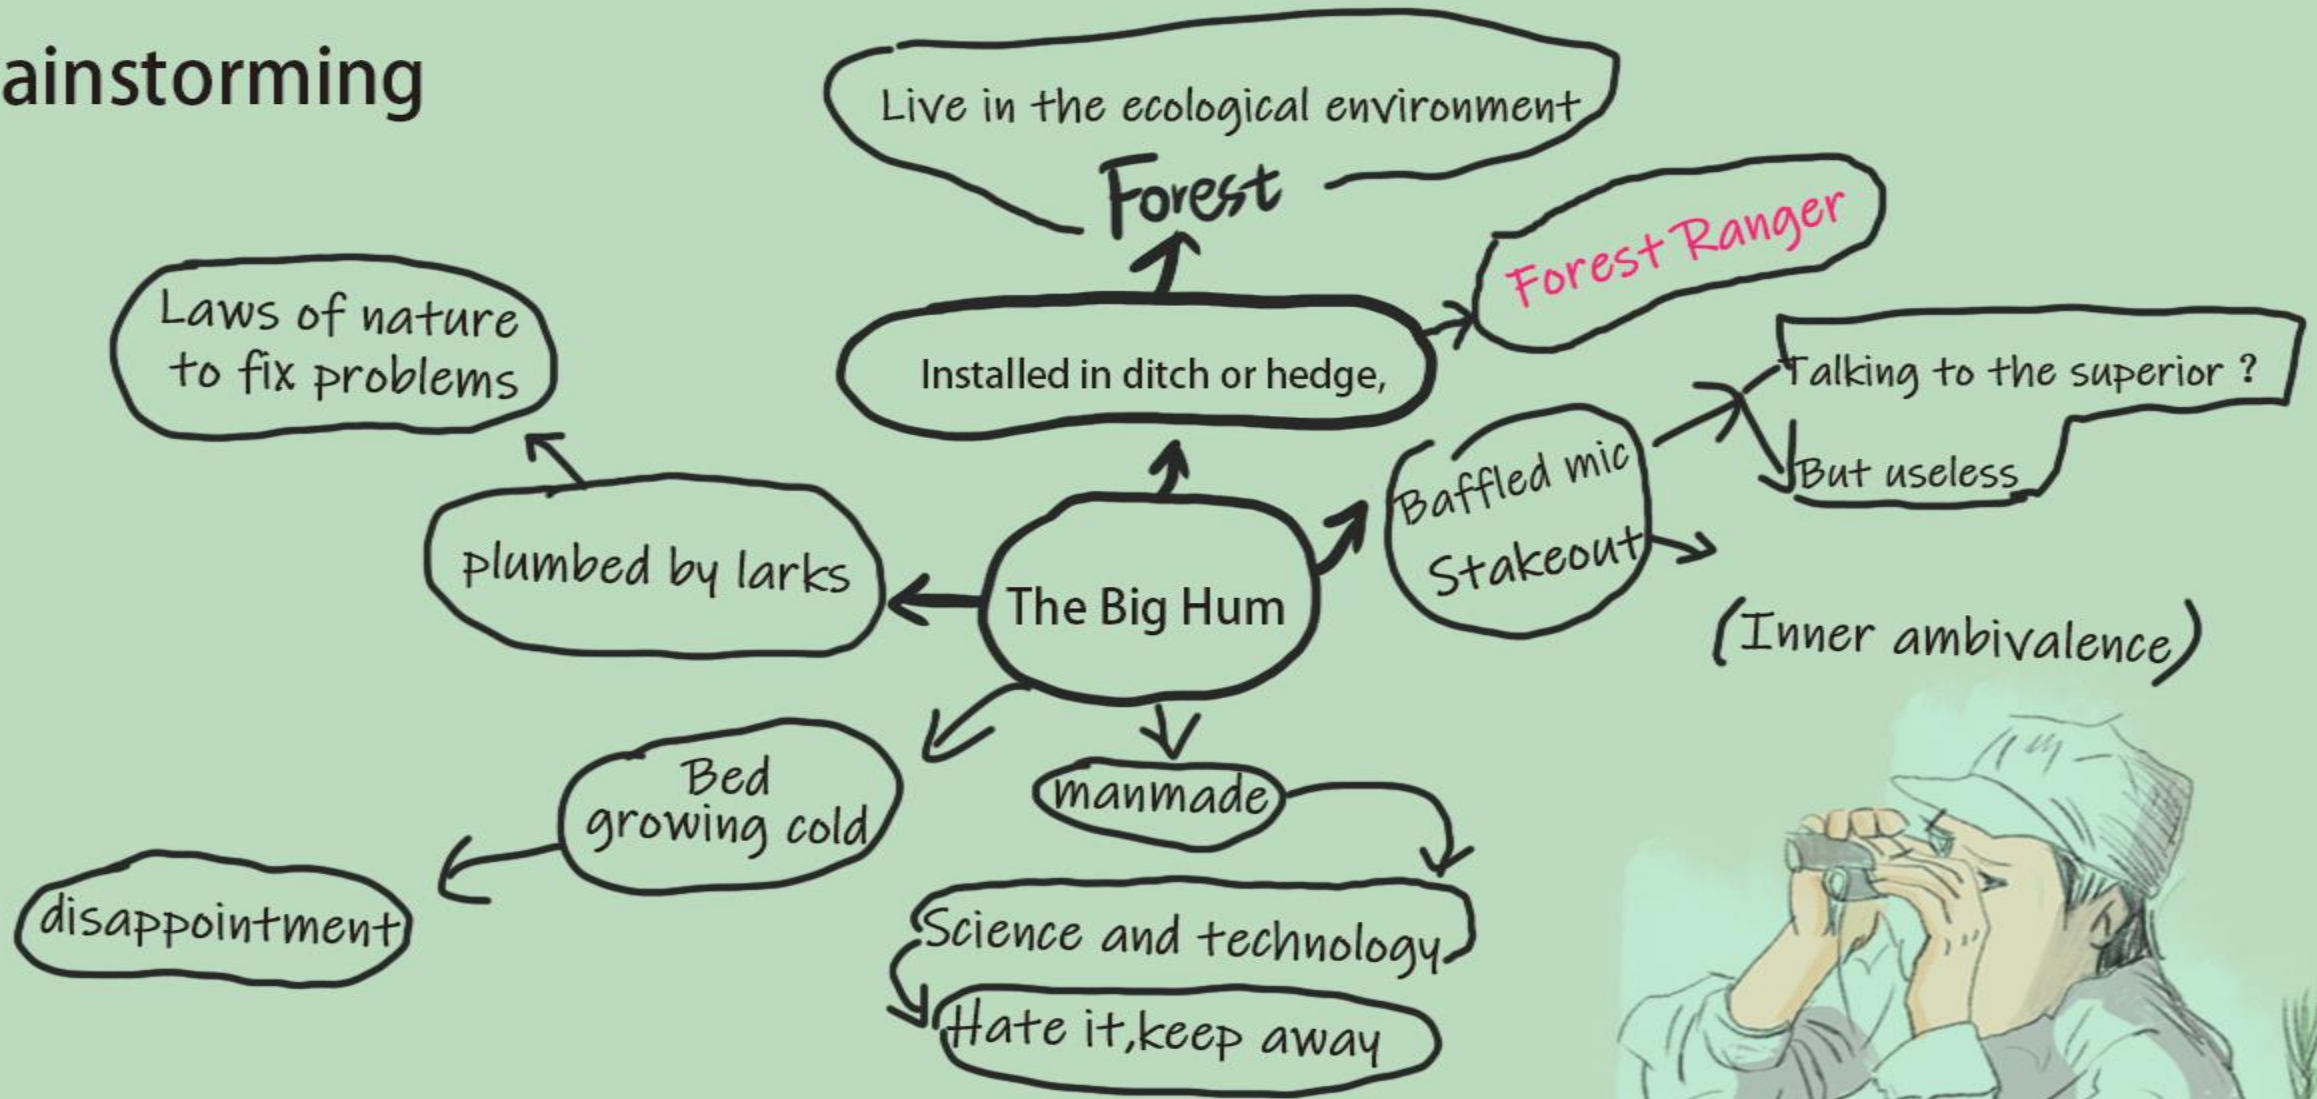 ainstorming
Live in the ecological environment
Forest
Forest Ranger
Laws of nature
to fix problems
Installed in ditch or hedge,
Talking to the superior ?
But useless
Baffled mic
Stakeout
(Inner ambivalence)
plumbed by larks
The Big Hum
Bed
growing cold
manmade
disappointment
Science and technology
Hate it,keep away